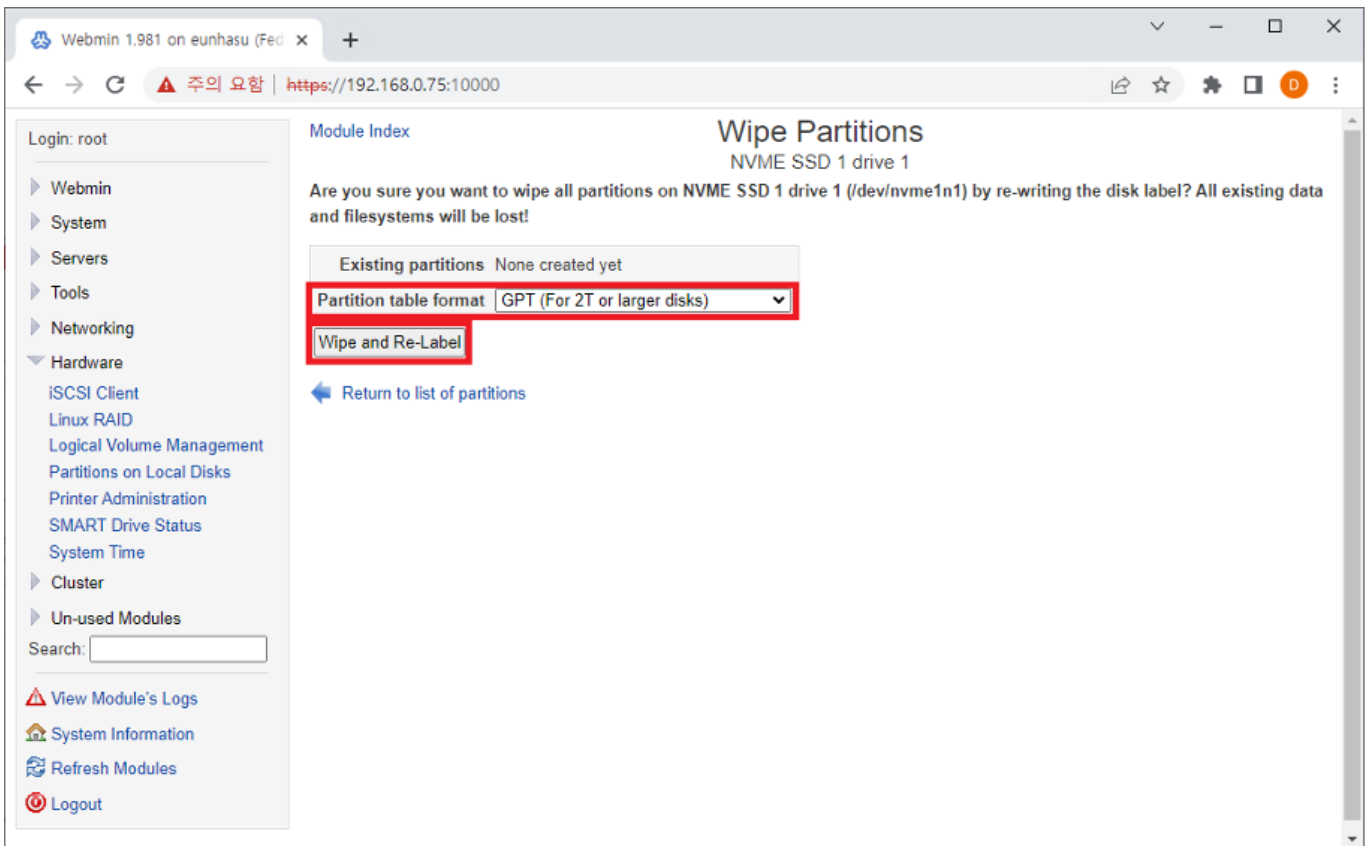 Webmin 1.981 on eunhasu (Fed
주의 요함 https://192.168.0.75:10000
D
Login: root
Webmin
System
Servers
Tools
Networking
Hardware
iSCSI Client
Linux RAID
Logical Volume Management
Partitions on Local Disks
Printer Administration
SMART Drive Status
System Time
Cluster
Un-used Modules
Search:
View Module's Logs
System Information
Refresh Modules
Logout
Module Index
Wipe Partitions
NVME SSD 1 drive 1
Are you sure you want to wipe all partitions on NVME SSD 1 drive 1 (/dev/nvme1n1) by re-writing the disk label? All existing data
and filesystems will be lost!
Existing partitions None created yet
Partition table format GPT (For 2T or larger disks)
Wipe and Re-Label
Return to list of partitions